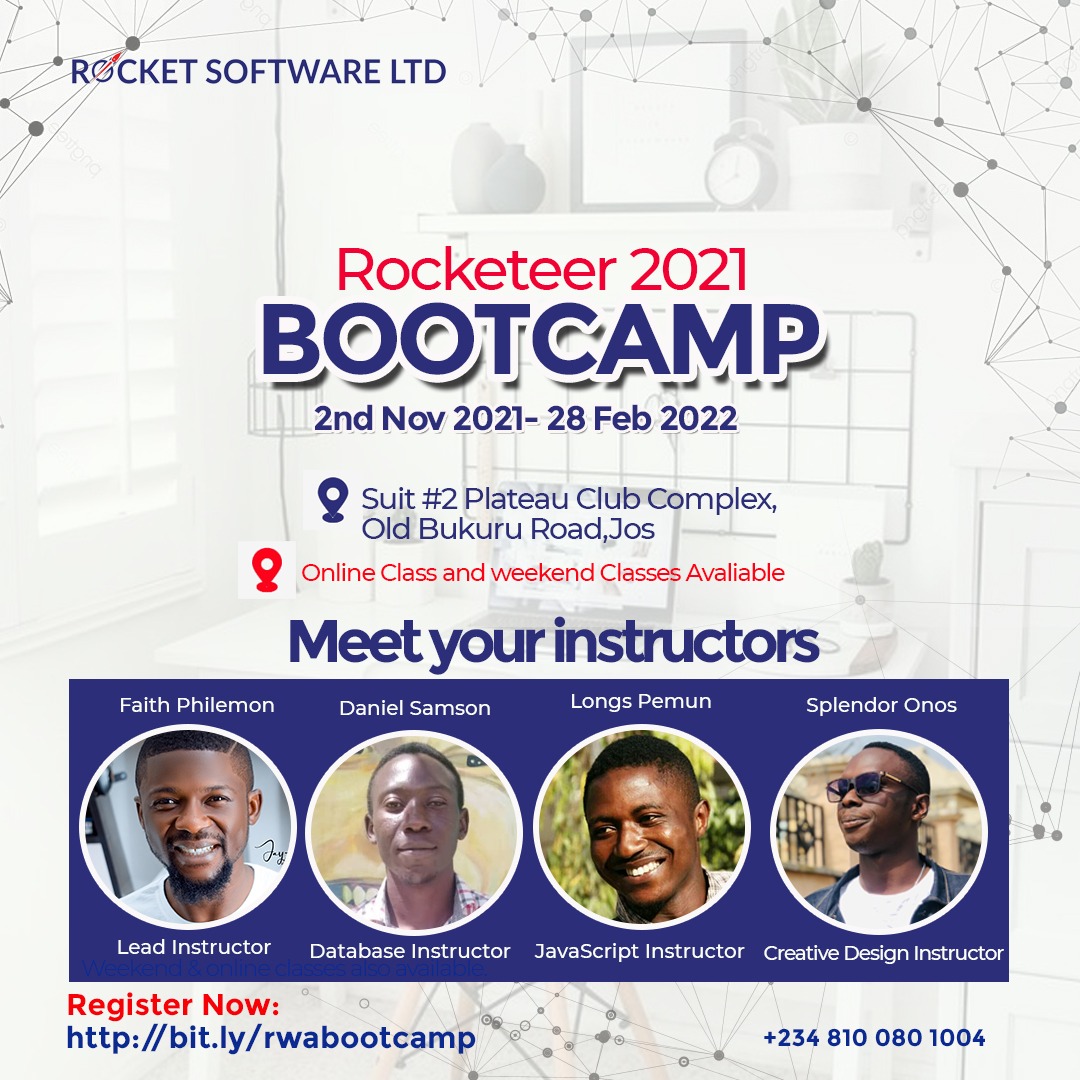 ROCKET SOFTWARE LTD
Rocketeer 2021
BOOTCAMP
2nd Nov 2021- 28 Feb 2022
Suit #2 Plateau Club Complex,
Old Bukuru Road,Jos
Online Class and weekend Classes Avaliable
Meet your instructors
Faith Philemon
Daniel Samson
Longs Pemun
Splendor Onos
Jay
Lead Instructor
Database Instructor
JavaScript Instructor
Creative Design Instructor
Weekend & online classes also available.
Register Now:
http://bit.ly/rwabootcamp
+234 810 080 1004